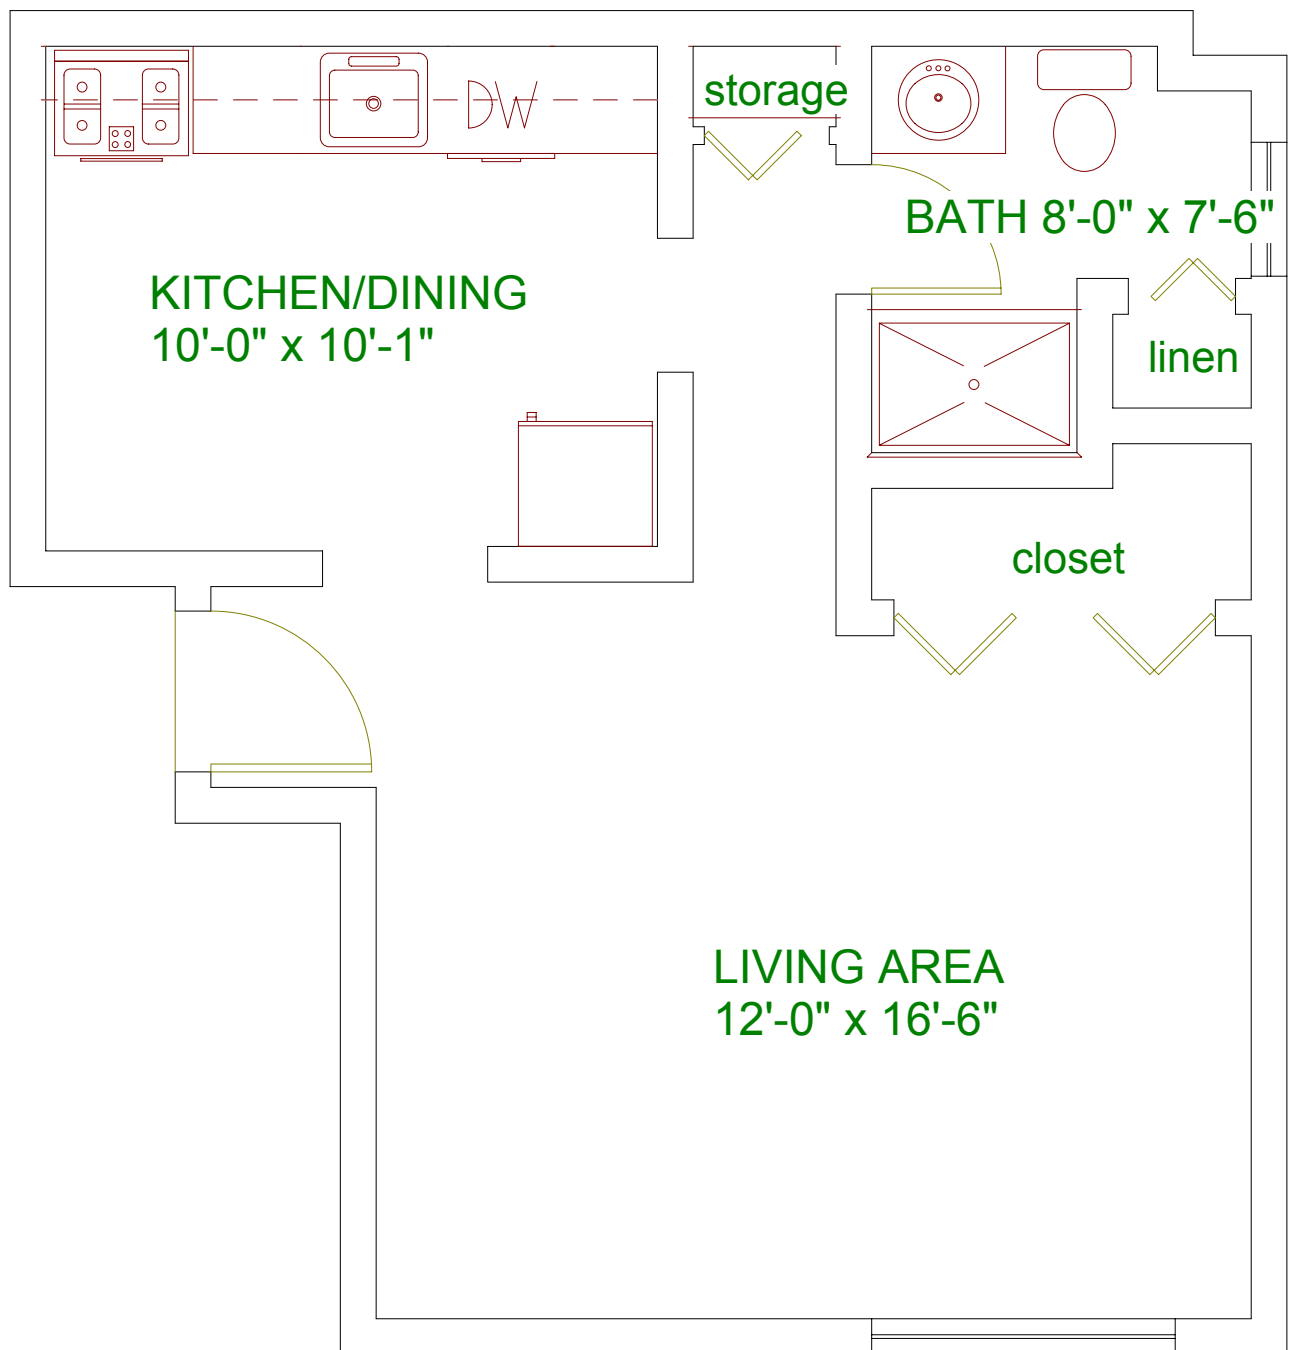 storage
DW
BATH 8'-0" x 7'-6"
KITCHEN/DINING
10'-0" x 10'-1"
linen
closet
LIVING AREA
12'-0" x 16'-6"